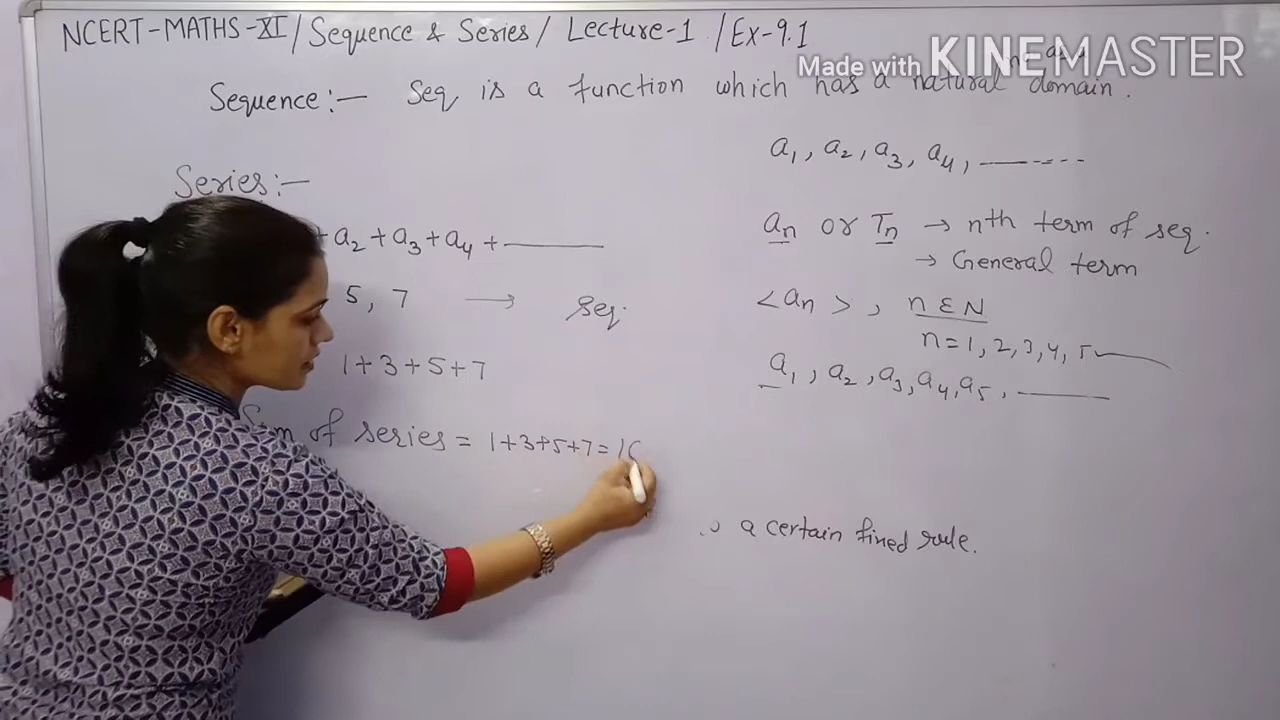 NCERT-MATHS-XI/Sequence & Series/ Lecture-1 /Ex-9.1
Made with KINEMASTER
Sequence:- Seq is a function which has a natural domain.
a1, a2, a3, a4, -----
Series:-
+ a2 + a3 + a4 + ———
an or Tn → nth term of seq.
→ General term
5, 7 → seq.
<an>, n ∈ N
n=1, 2, 3, 4, 5———
1+3+5+7
a1, a2, a3, a4, a5, ———
Sum of series = 1+3+5+7=16
a certain fixed rule.